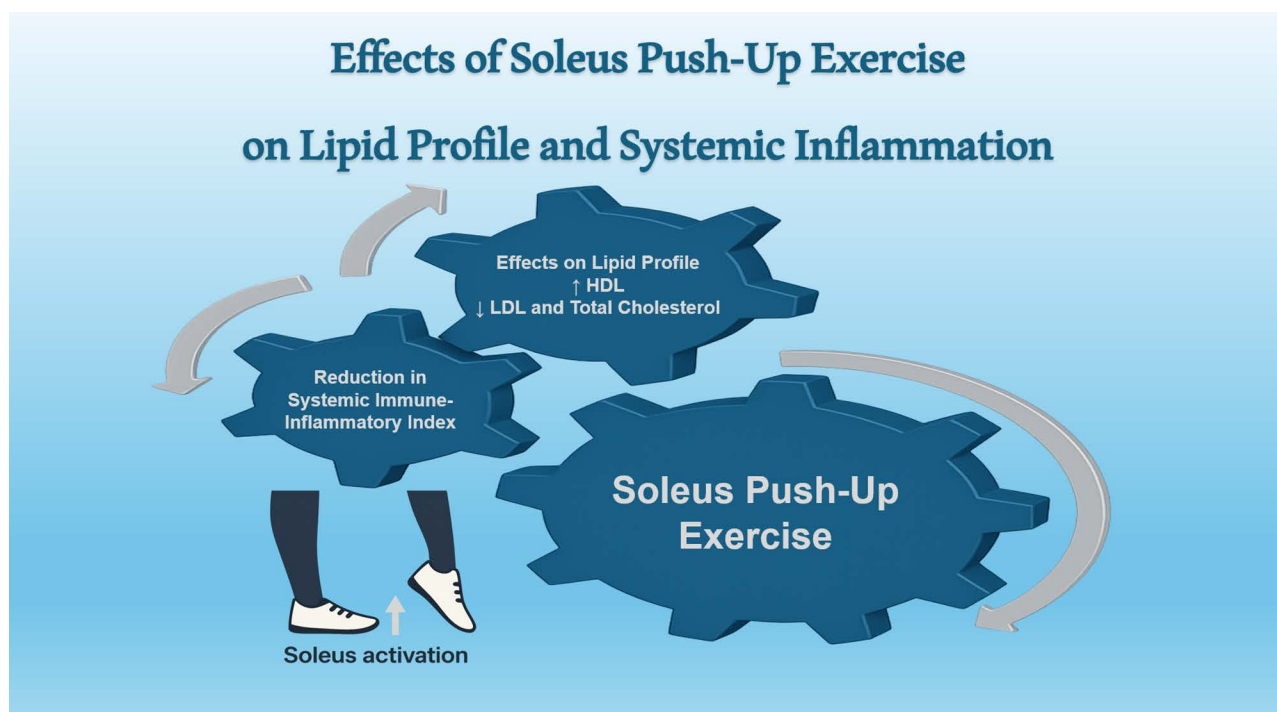 Effects of Soleus Push-Up Exercise
on Lipid Profile and Systemic Inflammation
Effects on Lipid Profile
↑ HDL
↓ LDL and Total Cholesterol
Reduction in
Systemic Immune-
Inflammatory Index
Soleus Push-Up
Exercise
Soleus activation